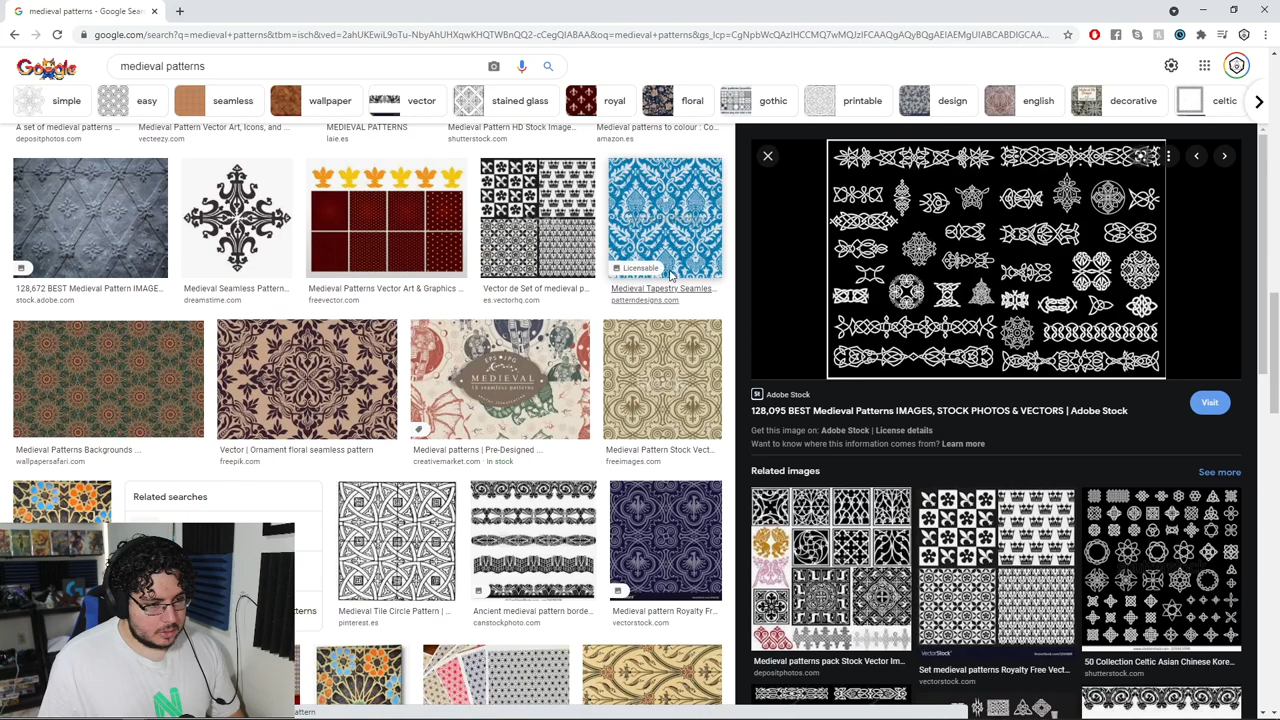 medieval patterns - Google Sear
google.com/search?q=medieval+patterns&tbm=isch&ved=2ahUKEwiL9oTu-NbyAhUHXqwKHQTWBnQQ2-cCegQIABAA&oq=medieval+patterns&gs_lcp=
medieval patterns
simple
easy
seamless
wallpaper
vector
stained glass
royal
floral
gothic
printable
design
english
decorative
celtic
A set of medieval patterns ...
Medieval Pattern Vector Art, Icons, and ...
MEDIEVAL PATTERNS
Medieval Pattern HD Stock Image...
Medieval patterns to colour : Co...
depositphotos.com
vecteezy.com
laie.es
shutterstock.com
amazon.es
Licensable
128,672 BEST Medieval Pattern IMAGE...
Medieval Seamless Pattern...
Medieval Patterns Vector Art & Graphics ...
Vector de Set of medieval p...
Medieval Tapestry Seamles...
stock.adobe.com
dreamstime.com
freevector.com
es.vectorhq.com
patterndesigns.com
EPS+JPG
MEDIEVAL
Medieval Patterns Backgrounds ...
Vector | Ornament floral seamless pattern
Medieval patterns | Pre-Designed ...
Medieval Pattern Stock Vect...
wallpapersafari.com
freepik.com
creativemarket.com · In stock
freeimages.com
Related searches
Medieval Tile Circle Pattern | ...
Ancient medieval pattern borde...
Medieval pattern Royalty Fr...
pinterest.es
canstockphoto.com
vectorstock.com
St
Adobe Stock
128,095 BEST Medieval Patterns IMAGES, STOCK PHOTOS & VECTORS | Adobe Stock
Visit
Get this image on: Adobe Stock | License details
Want to know where this information comes from? Learn more
Related images
See more
VectorStock
Medieval patterns pack Stock Vector Im...
Set medieval patterns Royalty Free Vect...
50 Collection Celtic Asian Chinese Kore...
depositphotos.com
vectorstock.com
shutterstock.com